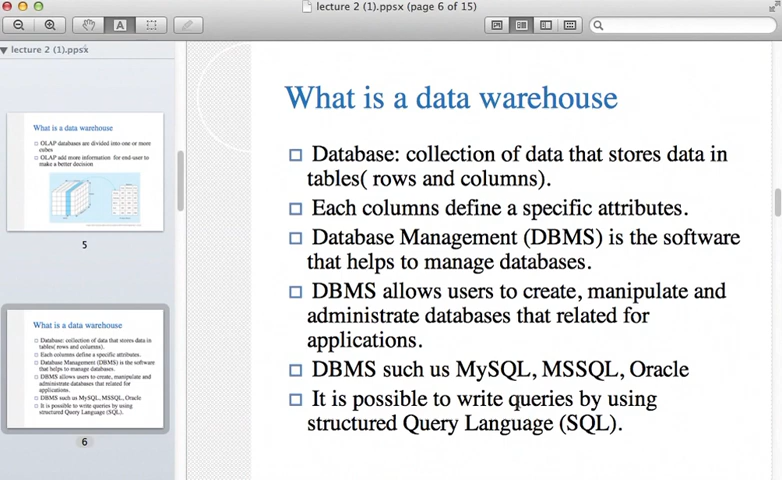 lecture 2 (1).ppsx (page 6 of 15)
lecture 2 (1).ppsx
What is a data warehouse
OLAP databases are divided into one or more
cubes
OLAP add more information for end-user to
make a better decision
5
What is a data warehouse
Database: collection of data that stores data in
tables( rows and columns).
Each columns define a specific attributes.
Database Management (DBMS) is the software
that helps to manage databases.
DBMS allows users to create, manipulate and
administrate databases that related for
applications.
DBMS such us MySQL, MSSQL, Oracle
It is possible to write queries by using
structured Query Language (SQL).
6
What is a data warehouse
Database: collection of data that stores data in
tables( rows and columns).
Each columns define a specific attributes.
Database Management (DBMS) is the software
that helps to manage databases.
DBMS allows users to create, manipulate and
administrate databases that related for
applications.
DBMS such us MySQL, MSSQL, Oracle
It is possible to write queries by using
structured Query Language (SQL).